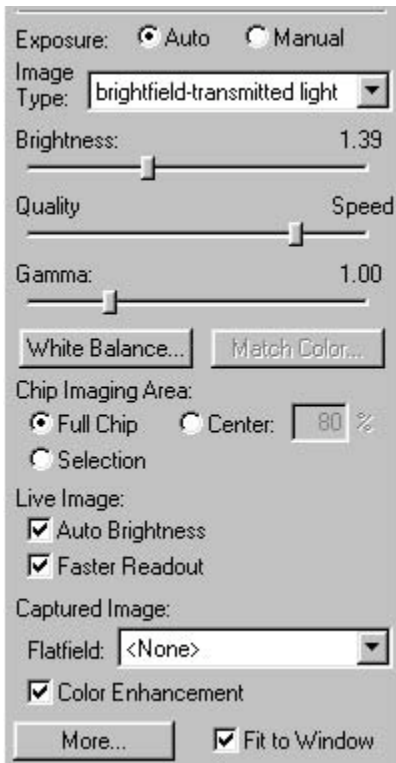 Exposure: Auto Manual
Image
Type: brightfield-transmitted light
Brightness: 1.39
Quality Speed
Gamma: 1.00
White Balance... Match Color...
Chip Imaging Area:
Full Chip Center: 80 %
Selection
Live Image:
Auto Brightness
Faster Readout
Captured Image:
Flatfield: <None>
Color Enhancement
More... Fit to Window